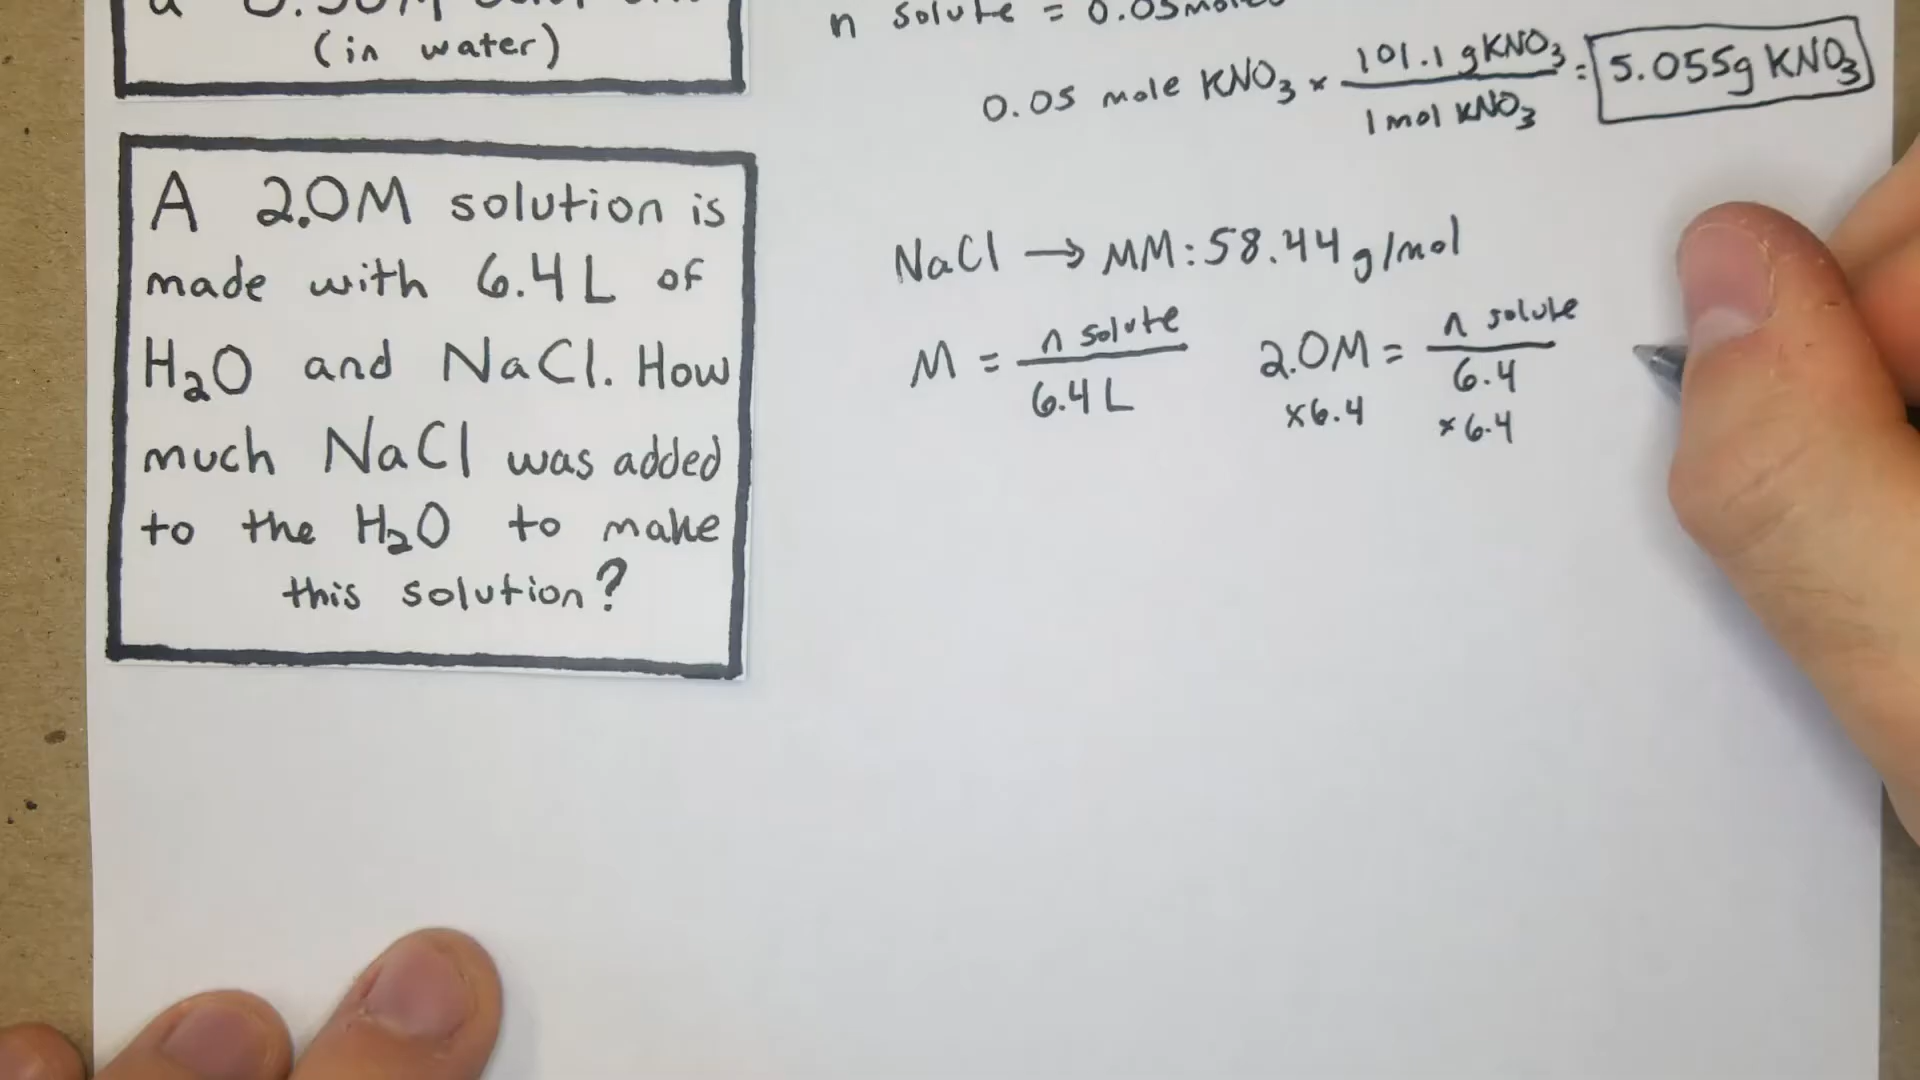 (in water)
n solute = 0.05
0.05 mole KNO3 × 101.1 g KNO3 / 1 mol KNO3 = 5.055g KNO3
A 2.0M solution is
made with 6.4L of
H2O and NaCl. How
much NaCl was added
to the H2O to make
this solution?
NaCl → MM: 58.44 g/mol
M = n solute / 6.4 L
2.0M = n solute / 6.4
×6.4 ×6.4